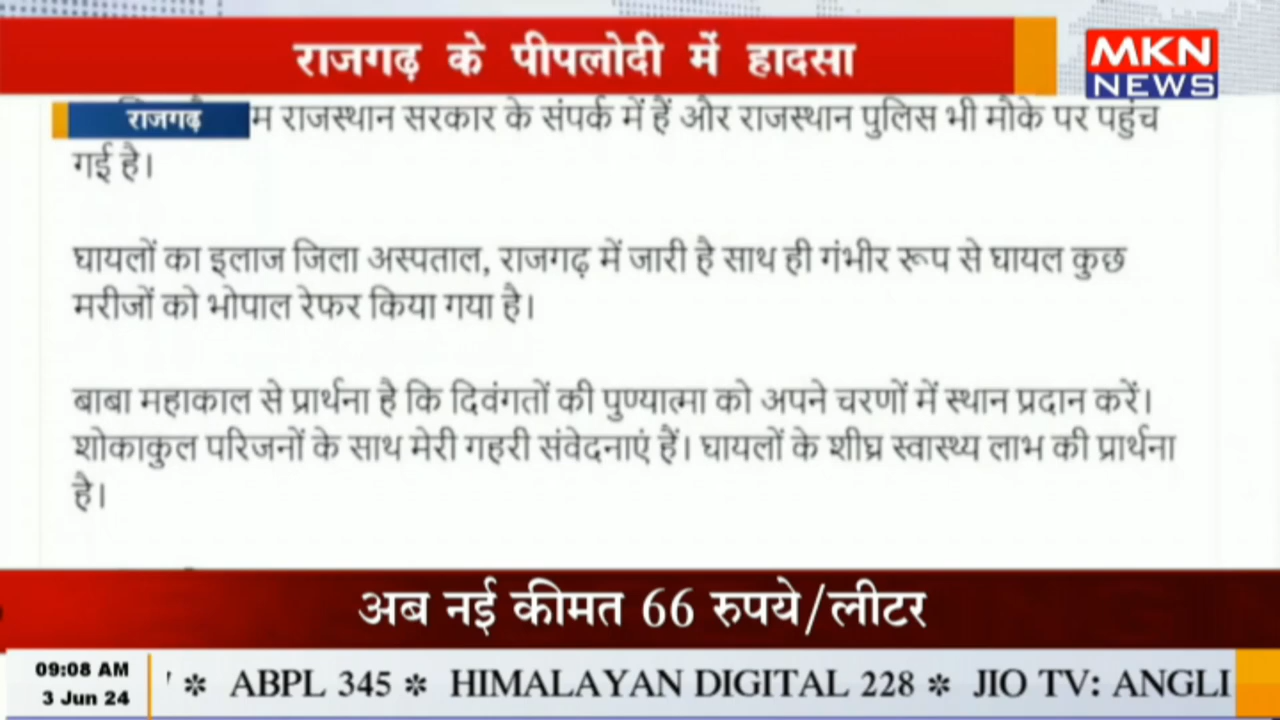 राजगढ़ के पीपलोदी में हादसा
MKN
NEWS
राजगढ़
राजस्थान सरकार के संपर्क में हैं और राजस्थान पुलिस भी मौके पर पहुंच
गई है।
घायलों का इलाज जिला अस्पताल, राजगढ़ में जारी है साथ ही गंभीर रूप से घायल कुछ
मरीजों को भोपाल रेफर किया गया है।
बाबा महाकाल से प्रार्थना है कि दिवंगतों की पुण्यात्मा को अपने चरणों में स्थान प्रदान करें।
शोकाकुल परिजनों के साथ मेरी गहरी संवेदनाएं हैं। घायलों के शीघ्र स्वास्थ्य लाभ की प्रार्थना
है।
अब नई कीमत 66 रुपये/लीटर
09:08 AM
3 Jun 24
* ABPL 345 * HIMALAYAN DIGITAL 228 * JIO TV: ANGLI